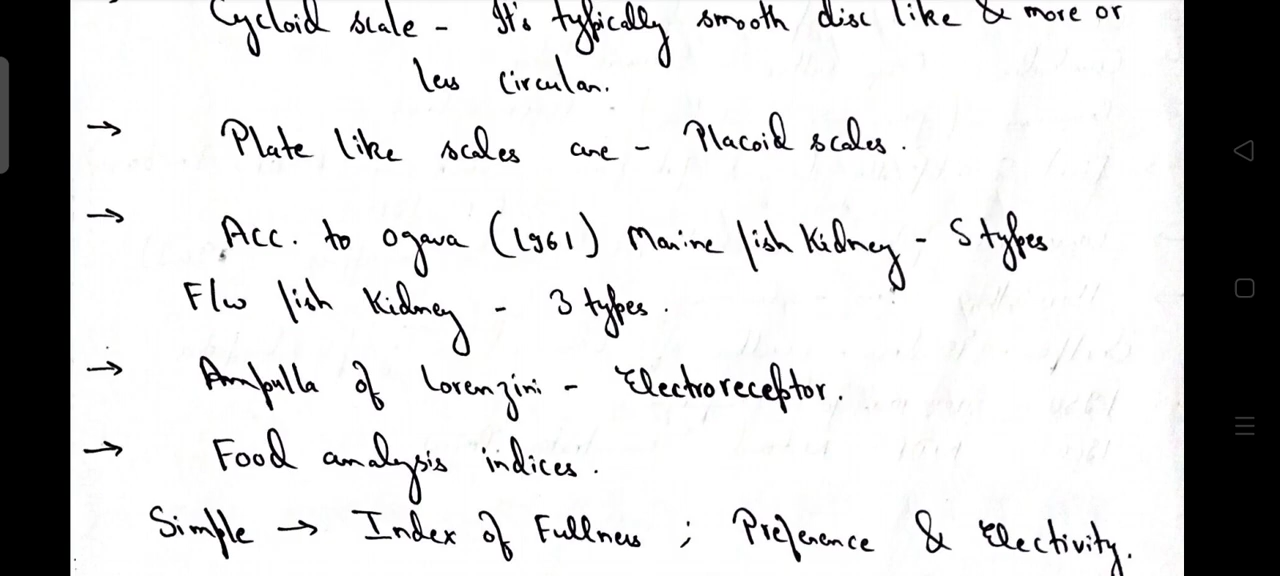 Cycloid scale - It's typically smooth disc like & more or
less circular.
→ Plate like scales are - Placoid scales.
→ Acc. to Ogawa (1961) Marine fish Kidney - 5 types
F/w fish Kidney - 3 types.
→ Ampulla of Lorenzini - Electroreceptor.
→ Food analysis indices.
Simple → Index of Fullness ; Preference & Electivity.